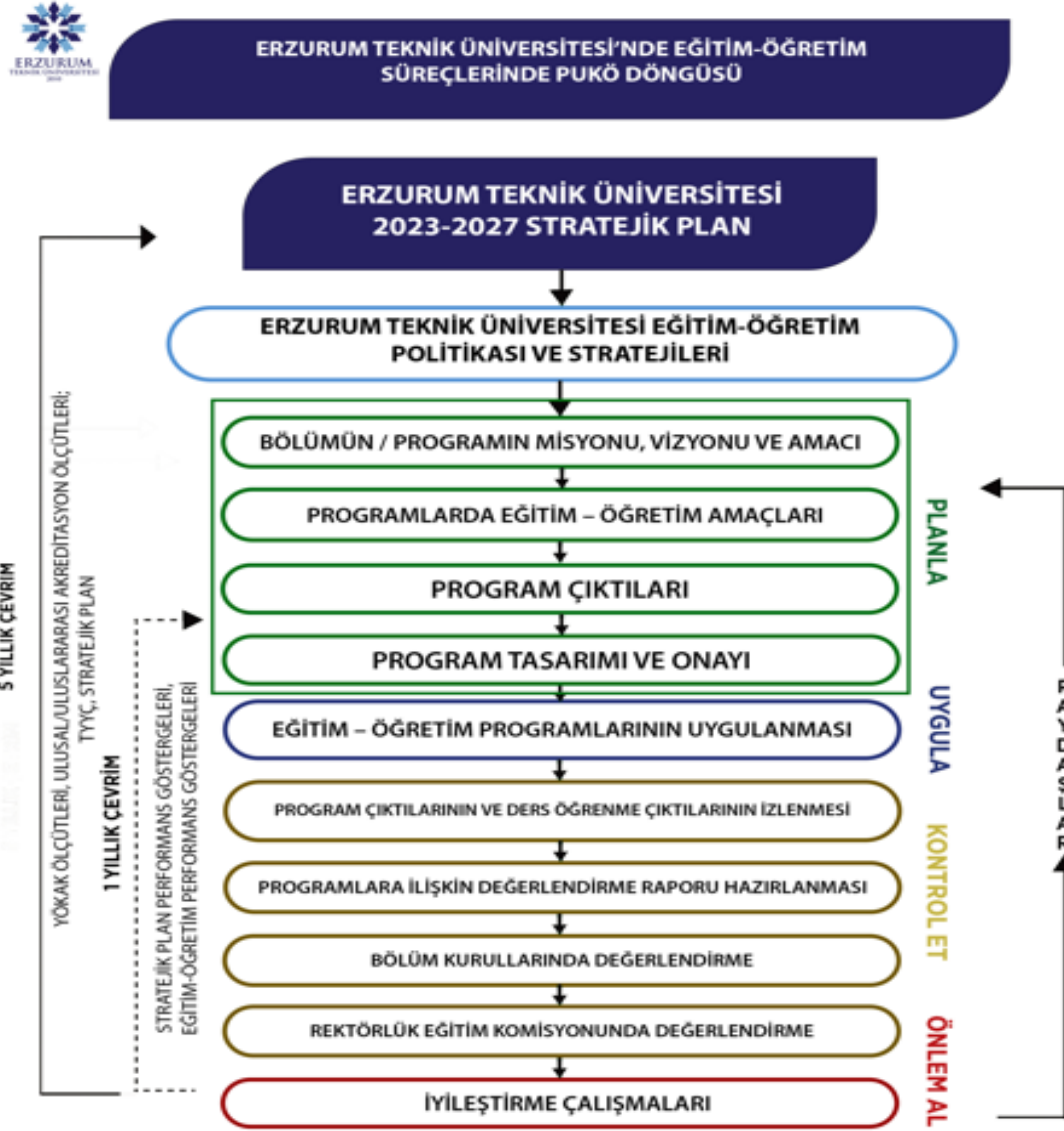 ERZURUM
TEKNİK ÜNİVERSİTESİ
2010
ERZURUM TEKNİK ÜNİVERSİTESİ'NDE EĞİTİM-ÖĞRETİM
SÜREÇLERİNDE PUKÖ DÖNGÜSÜ
ERZURUM TEKNİK ÜNİVERSİTESİ
2023-2027 STRATEJİK PLAN
ERZURUM TEKNİK ÜNİVERSİTESİ EĞİTİM-ÖĞRETİM
POLİTIKASI VE STRATEJİLERİ
BÖLÜMÜN / PROGRAMIN MİSYONU, VİZYONU VE AMACI
PROGRAMLARDA EĞİTİM – ÖĞRETİM AMAÇLARI
PROGRAM ÇIKTILARI
PROGRAM TASARIMI VE ONAYI
EĞİTİM – ÖĞRETİM PROGRAMLARININ UYGULANMASI
PROGRAM ÇIKTILARININ VE DERS ÖĞRENME ÇIKTILARININ İZLENMESİ
PROGRAMLARA İLİŞKİN DEĞERLENDİRME RAPORU HAZIRLANMASI
BÖLÜM KURULLARINDA DEĞERLENDİRME
REKTÖRLÜK EĞİTİM KOMİSYONUNDA DEĞERLENDİRME
İYİLEŞTİRME ÇALIŞMALARI
PLANLA
UYGULA
KONTROL ET
ÖNLEM AL
5 YILLIK ÇEVRİM
YÖKAK ÖLÇÜTLERİ, ULUSAL/ULUSLARARASI AKREDİTASYON ÖLÇÜTLERİ;
TYYÇ, STRATEJİK PLAN
1 YILLIK ÇEVRİM
STRATEJİK PLAN PERFORMANS GÖSTERGELERİ,
EĞİTİM-ÖĞRETİM PERFORMANS GÖSTERGELERİ